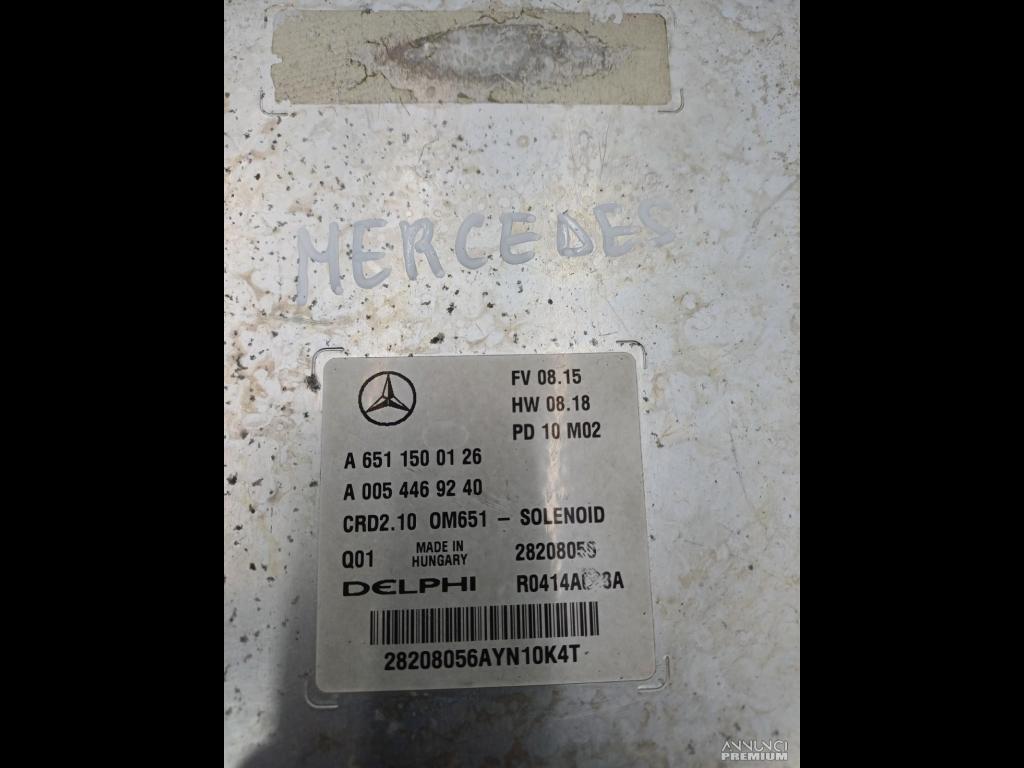 MERCEDES
FV 08.15
HW 08.18
PD 10 M02
A 651 150 01 26
A 005 446 92 40
CRD2.10 OM651 - SOLENOID
Q01 MADE IN HUNGARY 28208056
DELPHI
28208056AYN10K4T
ANNUNCI
PREMIUM